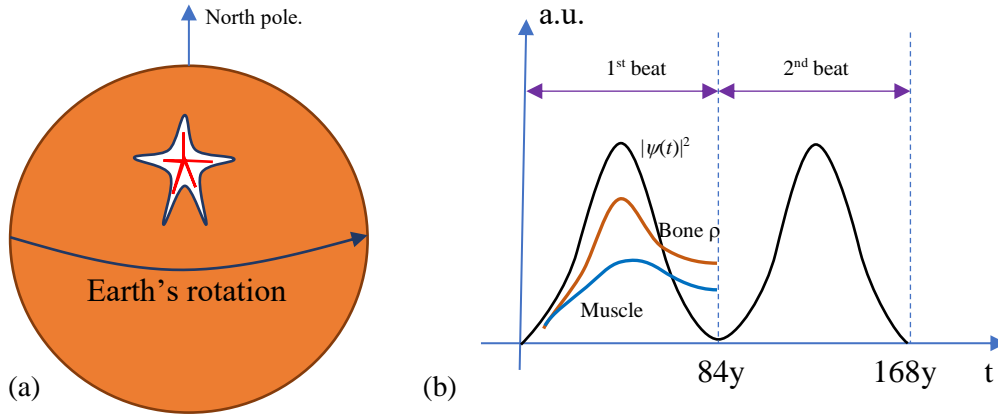 North pole.
Earth's rotation
(a)
a.u.
1st beat
2nd beat
|ψ(t)|²
Bone ρ
Muscle
84y
168y
t
(b)